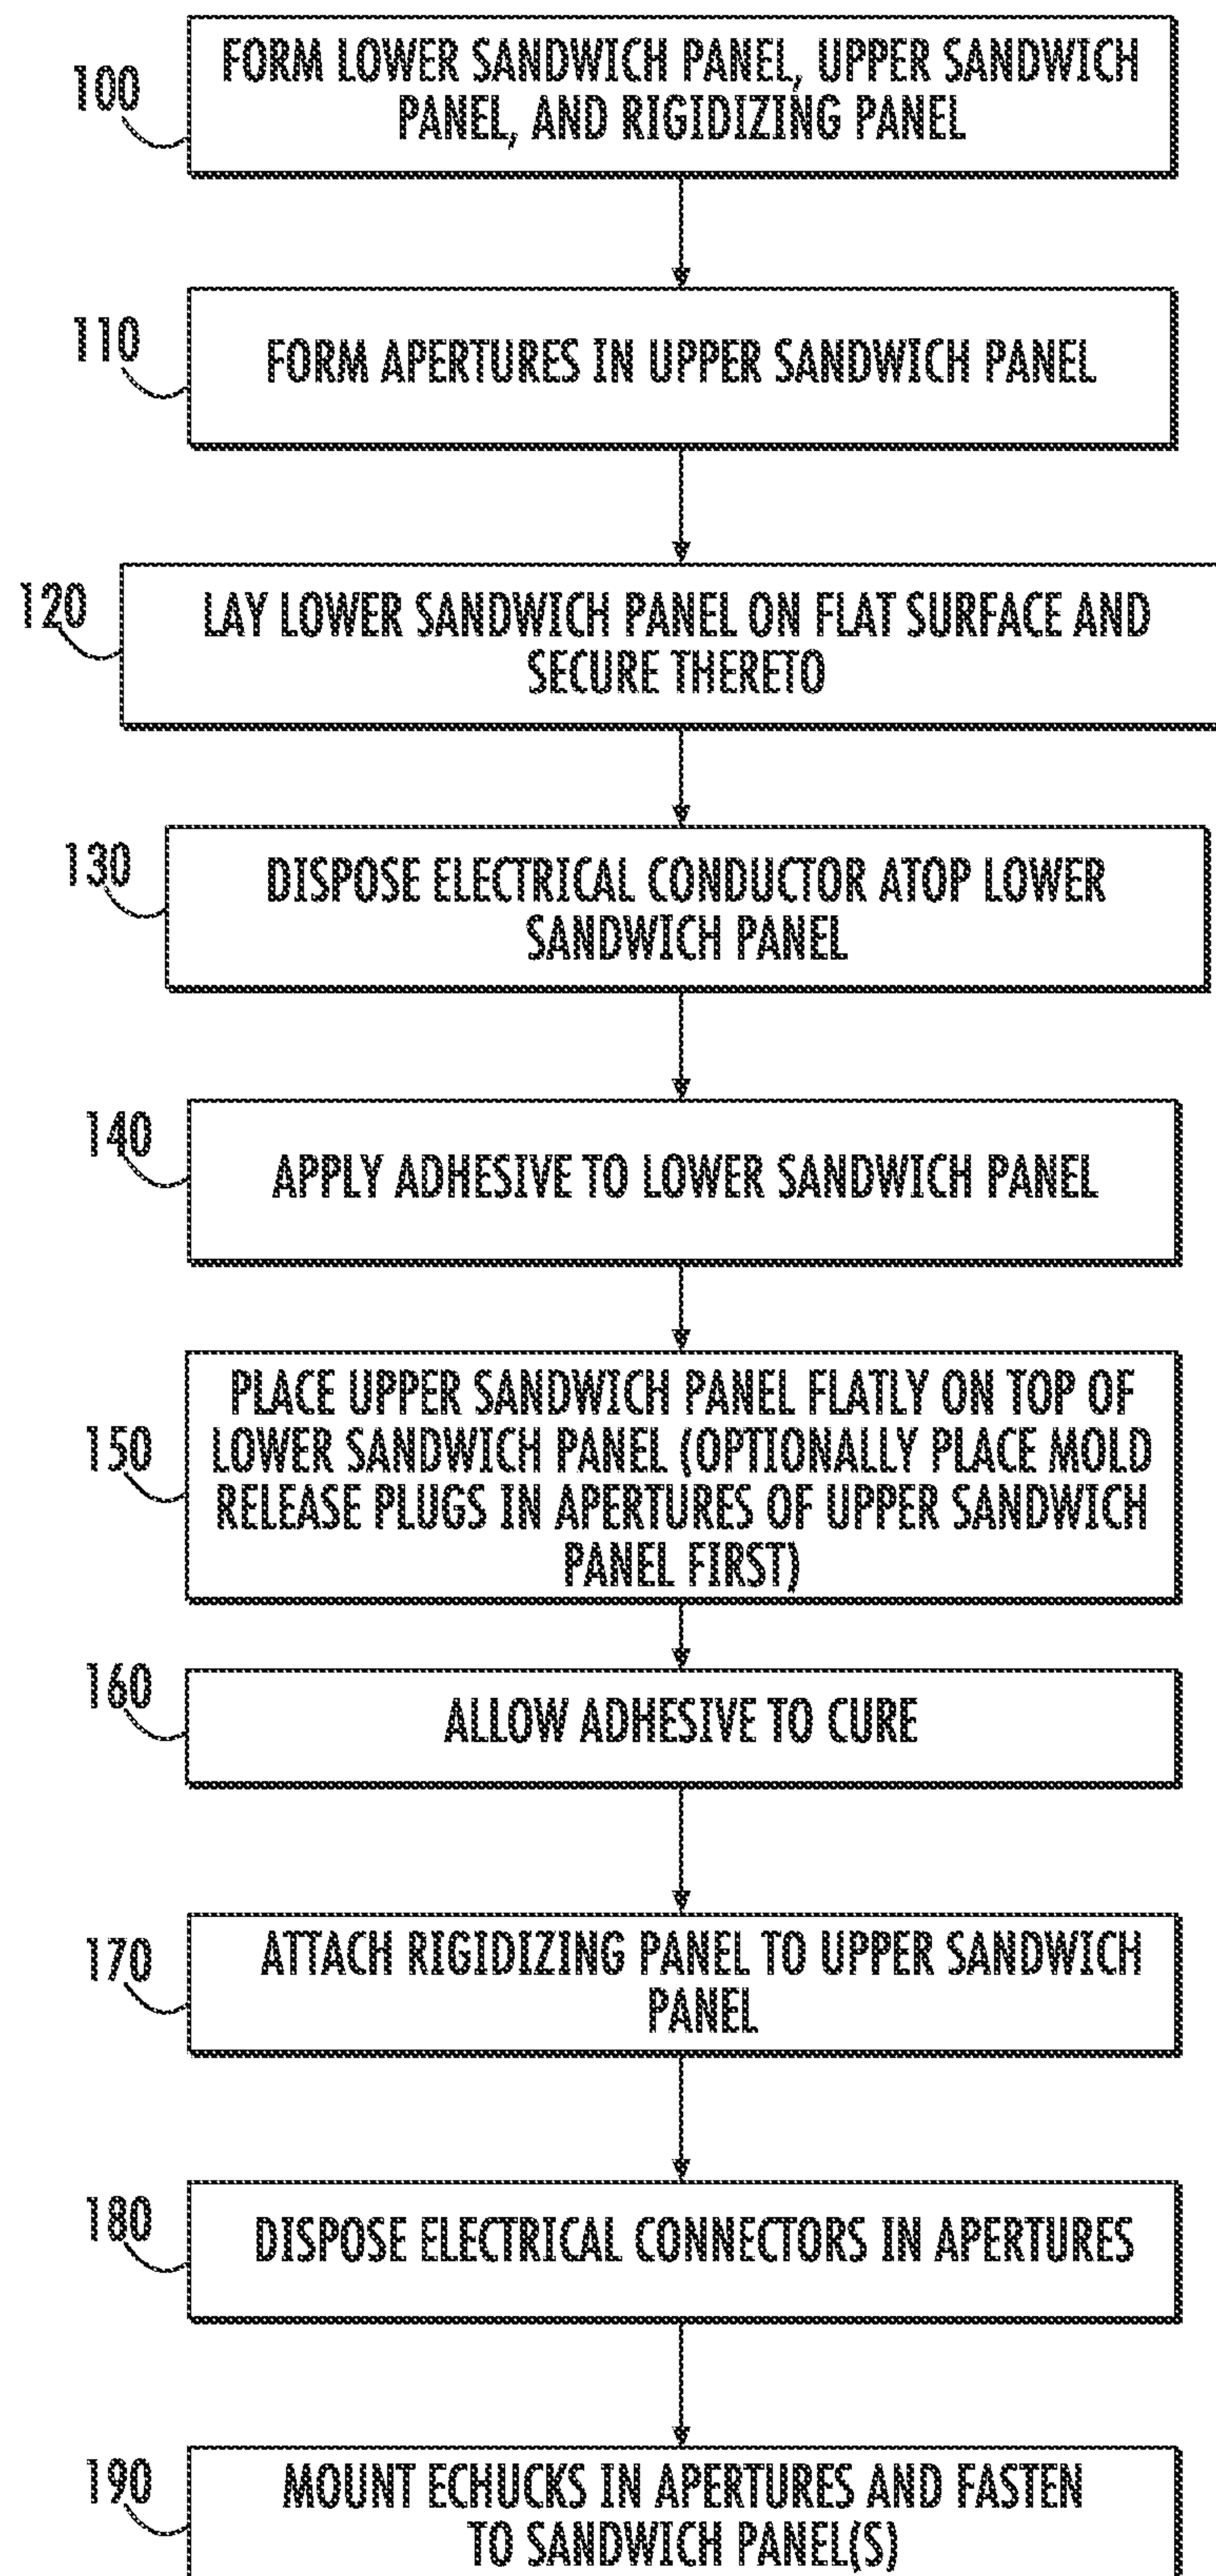 100
FORM LOWER SANDWICH PANEL, UPPER SANDWICH
PANEL, AND RIGIDIZING PANEL
110
FORM APERTURES IN UPPER SANDWICH PANEL
120
LAY LOWER SANDWICH PANEL ON FLAT SURFACE AND
SECURE THERETO
130
DISPOSE ELECTRICAL CONDUCTOR ATOP LOWER
SANDWICH PANEL
140
APPLY ADHESIVE TO LOWER SANDWICH PANEL
150
PLACE UPPER SANDWICH PANEL FLATLY ON TOP OF
LOWER SANDWICH PANEL (OPTIONALLY PLACE MOLD
RELEASE PLUGS IN APERTURES OF UPPER SANDWICH
PANEL FIRST)
160
ALLOW ADHESIVE TO CURE
170
ATTACH RIGIDIZING PANEL TO UPPER SANDWICH
PANEL
180
DISPOSE ELECTRICAL CONNECTORS IN APERTURES
190
MOUNT ECHUCKS IN APERTURES AND FASTEN
TO SANDWICH PANEL(S)